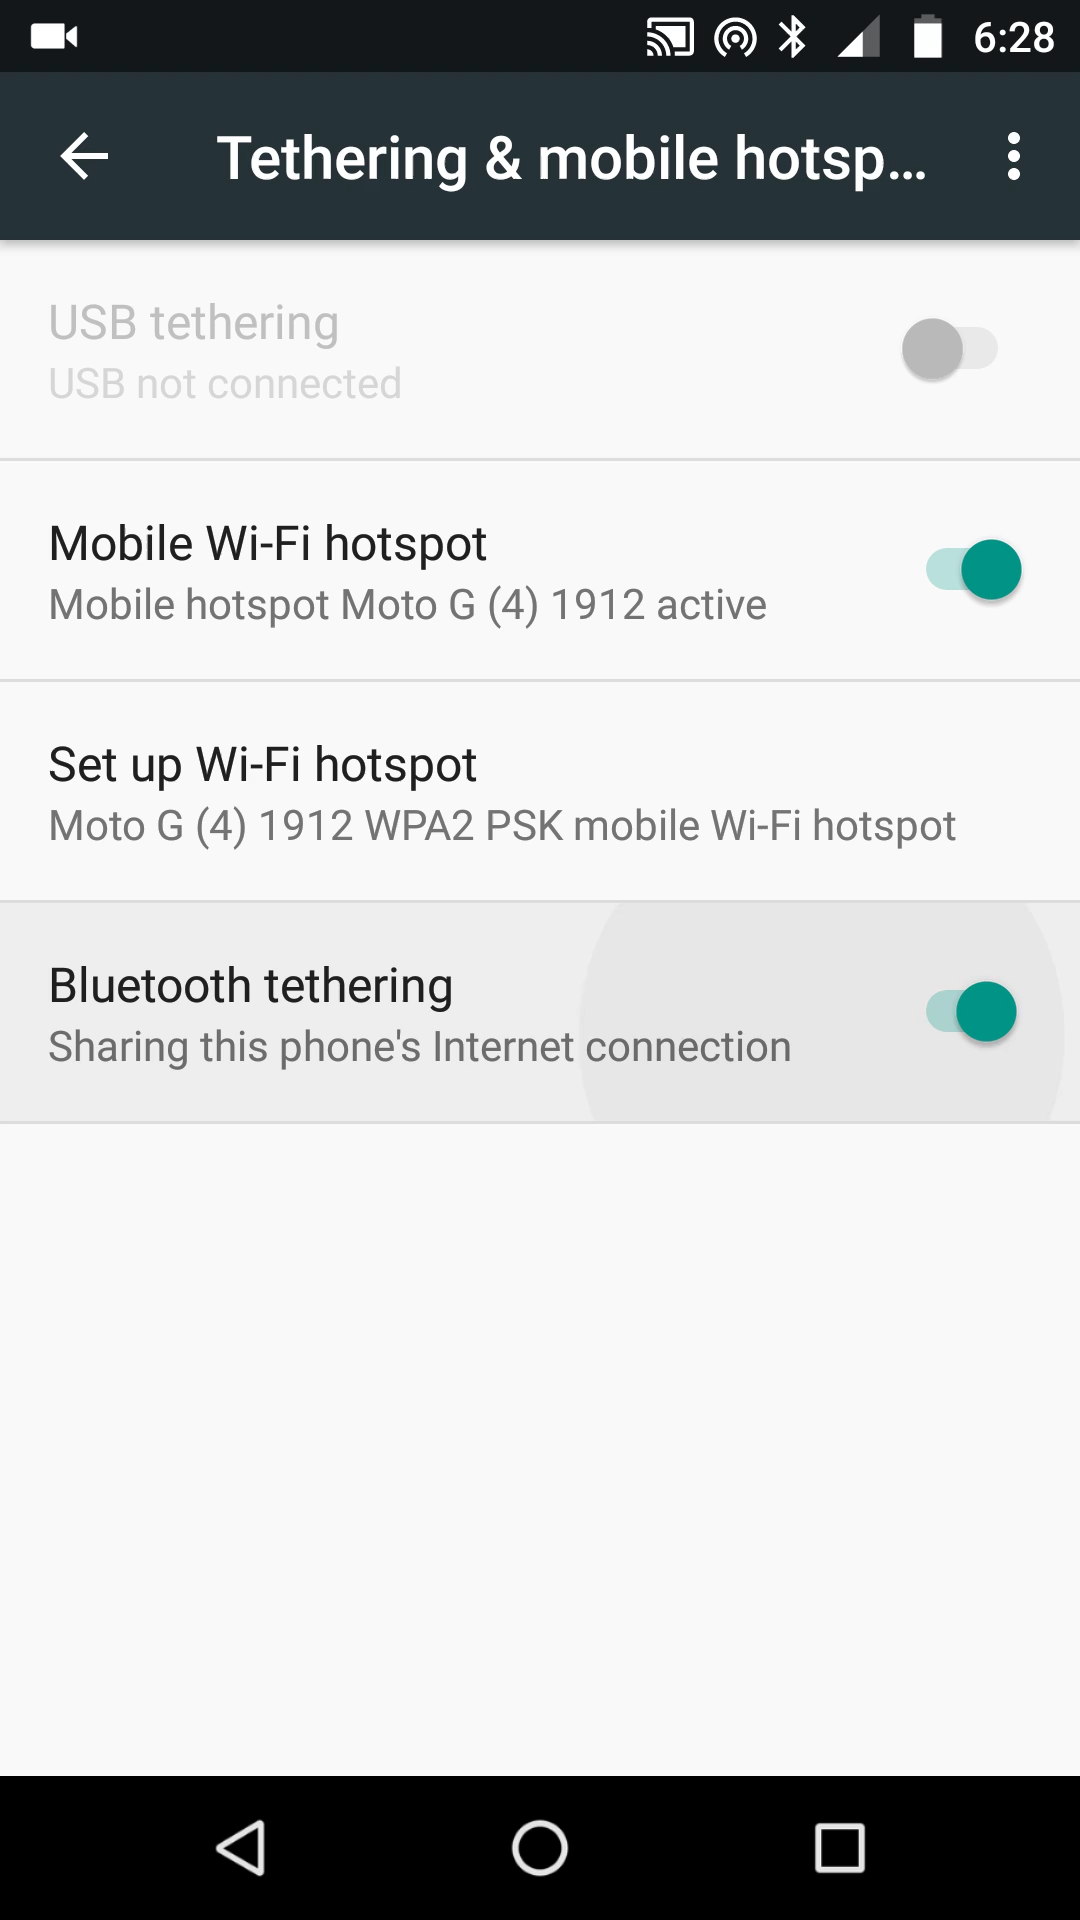 6:28
Tethering & mobile hotsp...
USB tethering
USB not connected
Mobile Wi-Fi hotspot
Mobile hotspot Moto G (4) 1912 active
Set up Wi-Fi hotspot
Moto G (4) 1912 WPA2 PSK mobile Wi-Fi hotspot
Bluetooth tethering
Sharing this phone's Internet connection